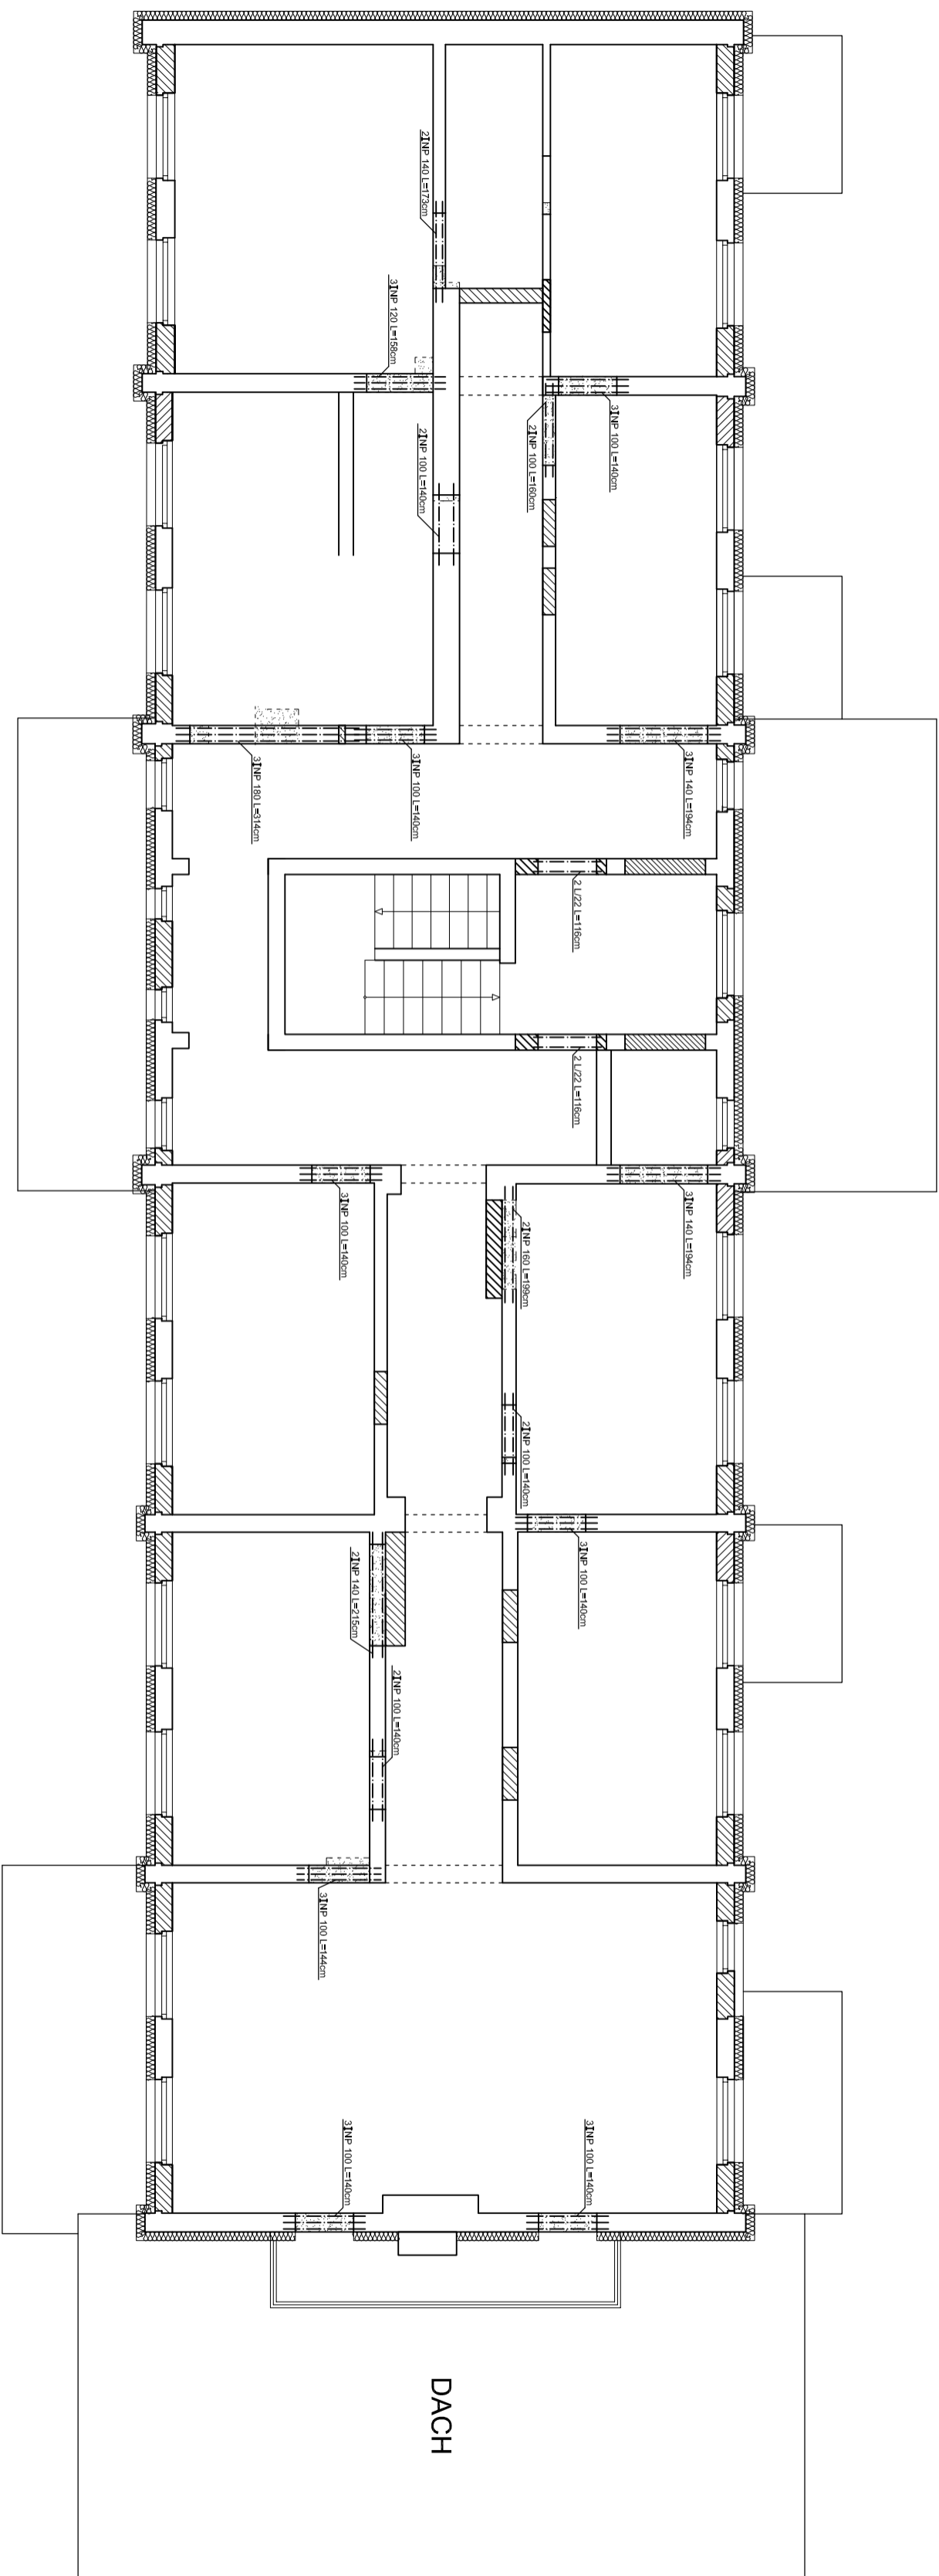 2INP 140 L=173cm
3INP 120 L=158cm
2INP 100 L=140cm
2INP 100 L=160cm
3INP 100 L=140cm
3INP 180 L=314cm
3INP 100 L=140cm
3INP 140 L=194cm
2 L/22 L=116cm
2 L/22 L=116cm
3INP 100 L=140cm
2INP 160 L=199cm
3INP 140 L=194cm
2INP 100 L=140cm
3INP 100 L=140cm
2INP 140 L=215cm
2INP 100 L=140cm
3INP 100 L=144cm
3INP 100 L=140cm
3INP 100 L=140cm
DACH